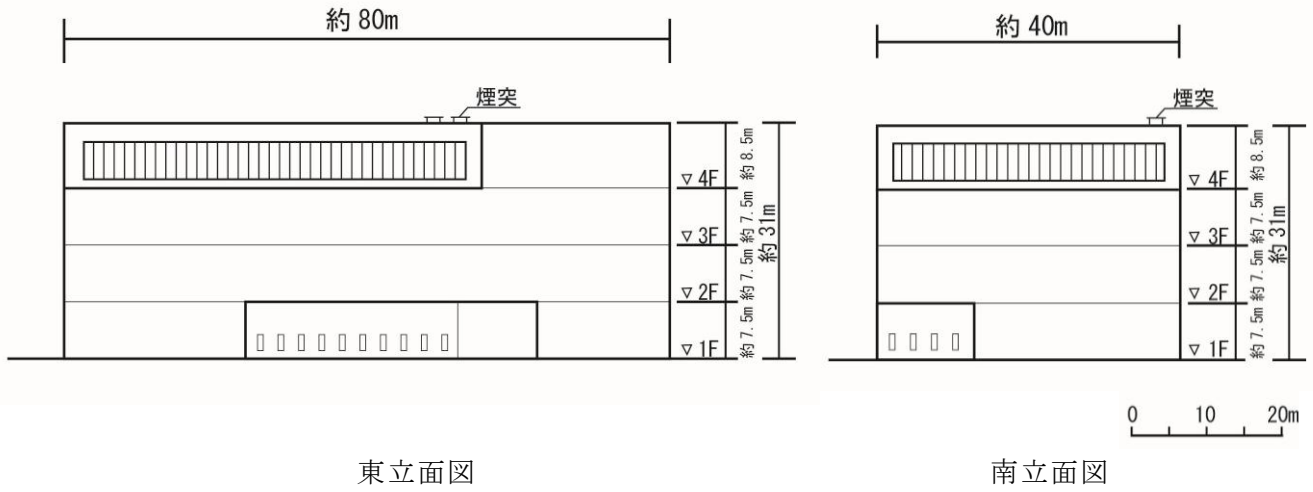 約 80m
煙突
▽ 4F
▽ 3F
▽ 2F
▽ 1F
約 8.5m
約 7.5m
約 7.5m
約 7.5m
約 31m
東立面図
約 40m
煙突
▽ 4F
▽ 3F
▽ 2F
▽ 1F
約 8.5m
約 7.5m
約 7.5m
約 7.5m
約 31m
0 10 20m
南立面図